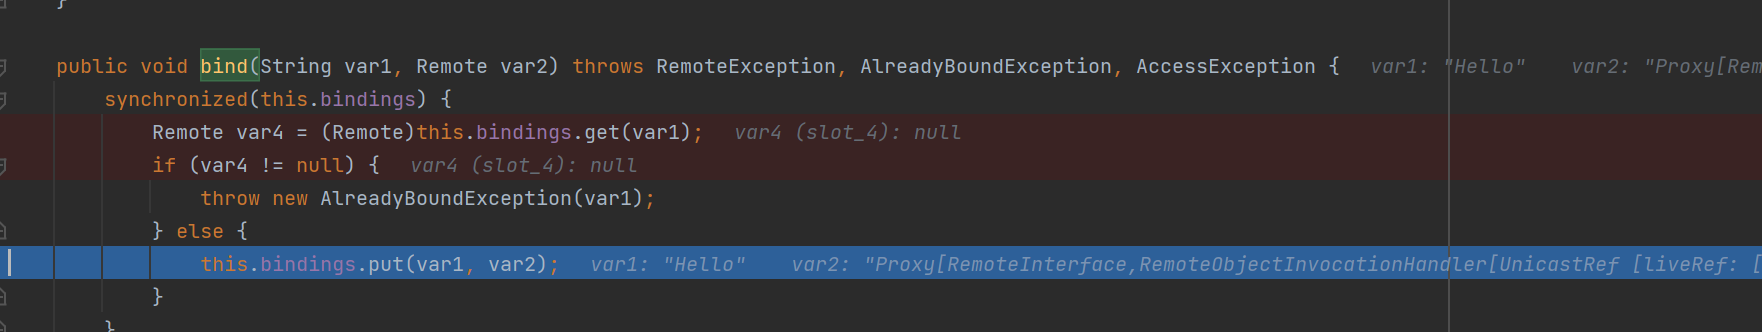 }
public void bind(String var1, Remote var2) throws RemoteException, AlreadyBoundException, AccessException {   var1: "Hello"    var2: "Proxy[Rem
synchronized(this.bindings) {
Remote var4 = (Remote)this.bindings.get(var1);   var4 (slot_4): null
if (var4 != null) {   var4 (slot_4): null
throw new AlreadyBoundException(var1);
} else {
this.bindings.put(var1, var2);   var1: "Hello"    var2: "Proxy[RemoteInterface,RemoteObjectInvocationHandler[UnicastRef [liveRef: [
}
}